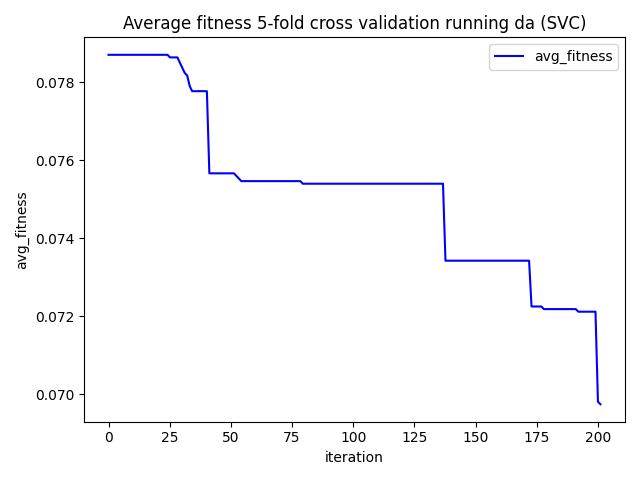 Average fitness 5-fold cross validation running da (SVC)
avg_fitness
0.078
0.076
0.074
0.072
0.070
avg_fitness
0 25 50 75 100 125 150 175 200
iteration